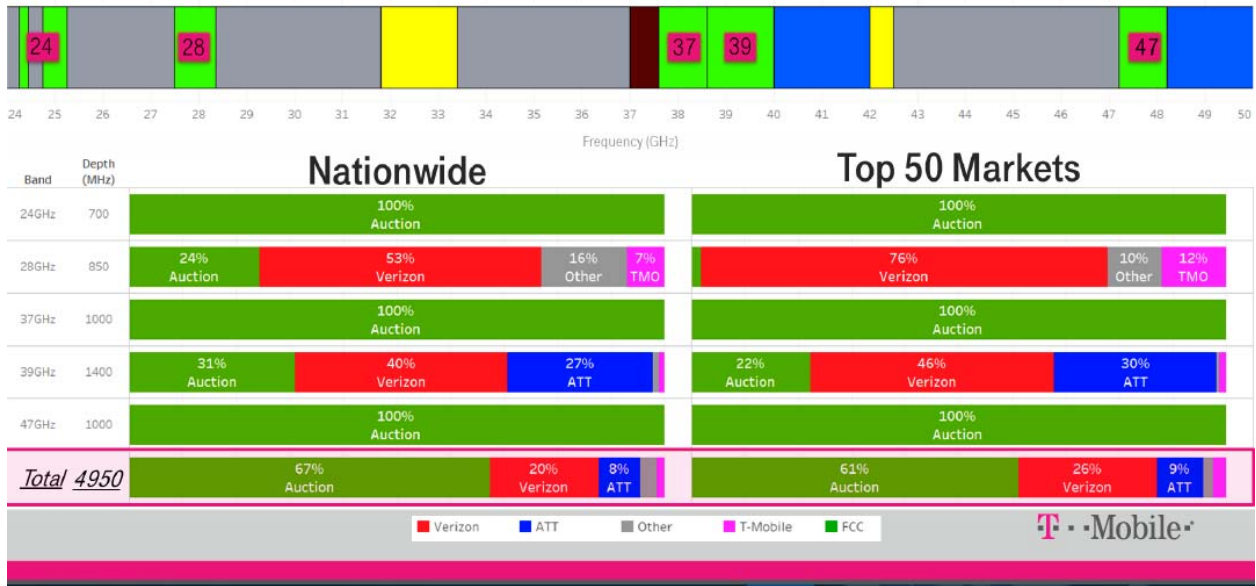 24 28 37 39 47
24 25 26 27 28 29 30 31 32 33 34 35 36 37 38 39 40 41 42 43 44 45 46 47 48 49 50
Frequency (GHz)
Nationwide Top 50 Markets
Band Depth (MHz)
24GHz 700 100% Auction 100% Auction
28GHz 850 24% Auction 53% Verizon 16% Other 7% TMO 76% Verizon 10% Other 12% TMO
37GHz 1000 100% Auction 100% Auction
39GHz 1400 31% Auction 40% Verizon 27% ATT 22% Auction 46% Verizon 30% ATT
47GHz 1000 100% Auction 100% Auction
Total 4950 67% Auction 20% Verizon 8% ATT 61% Auction 26% Verizon 9% ATT
Verizon ATT Other T-Mobile FCC
T··Mobile·